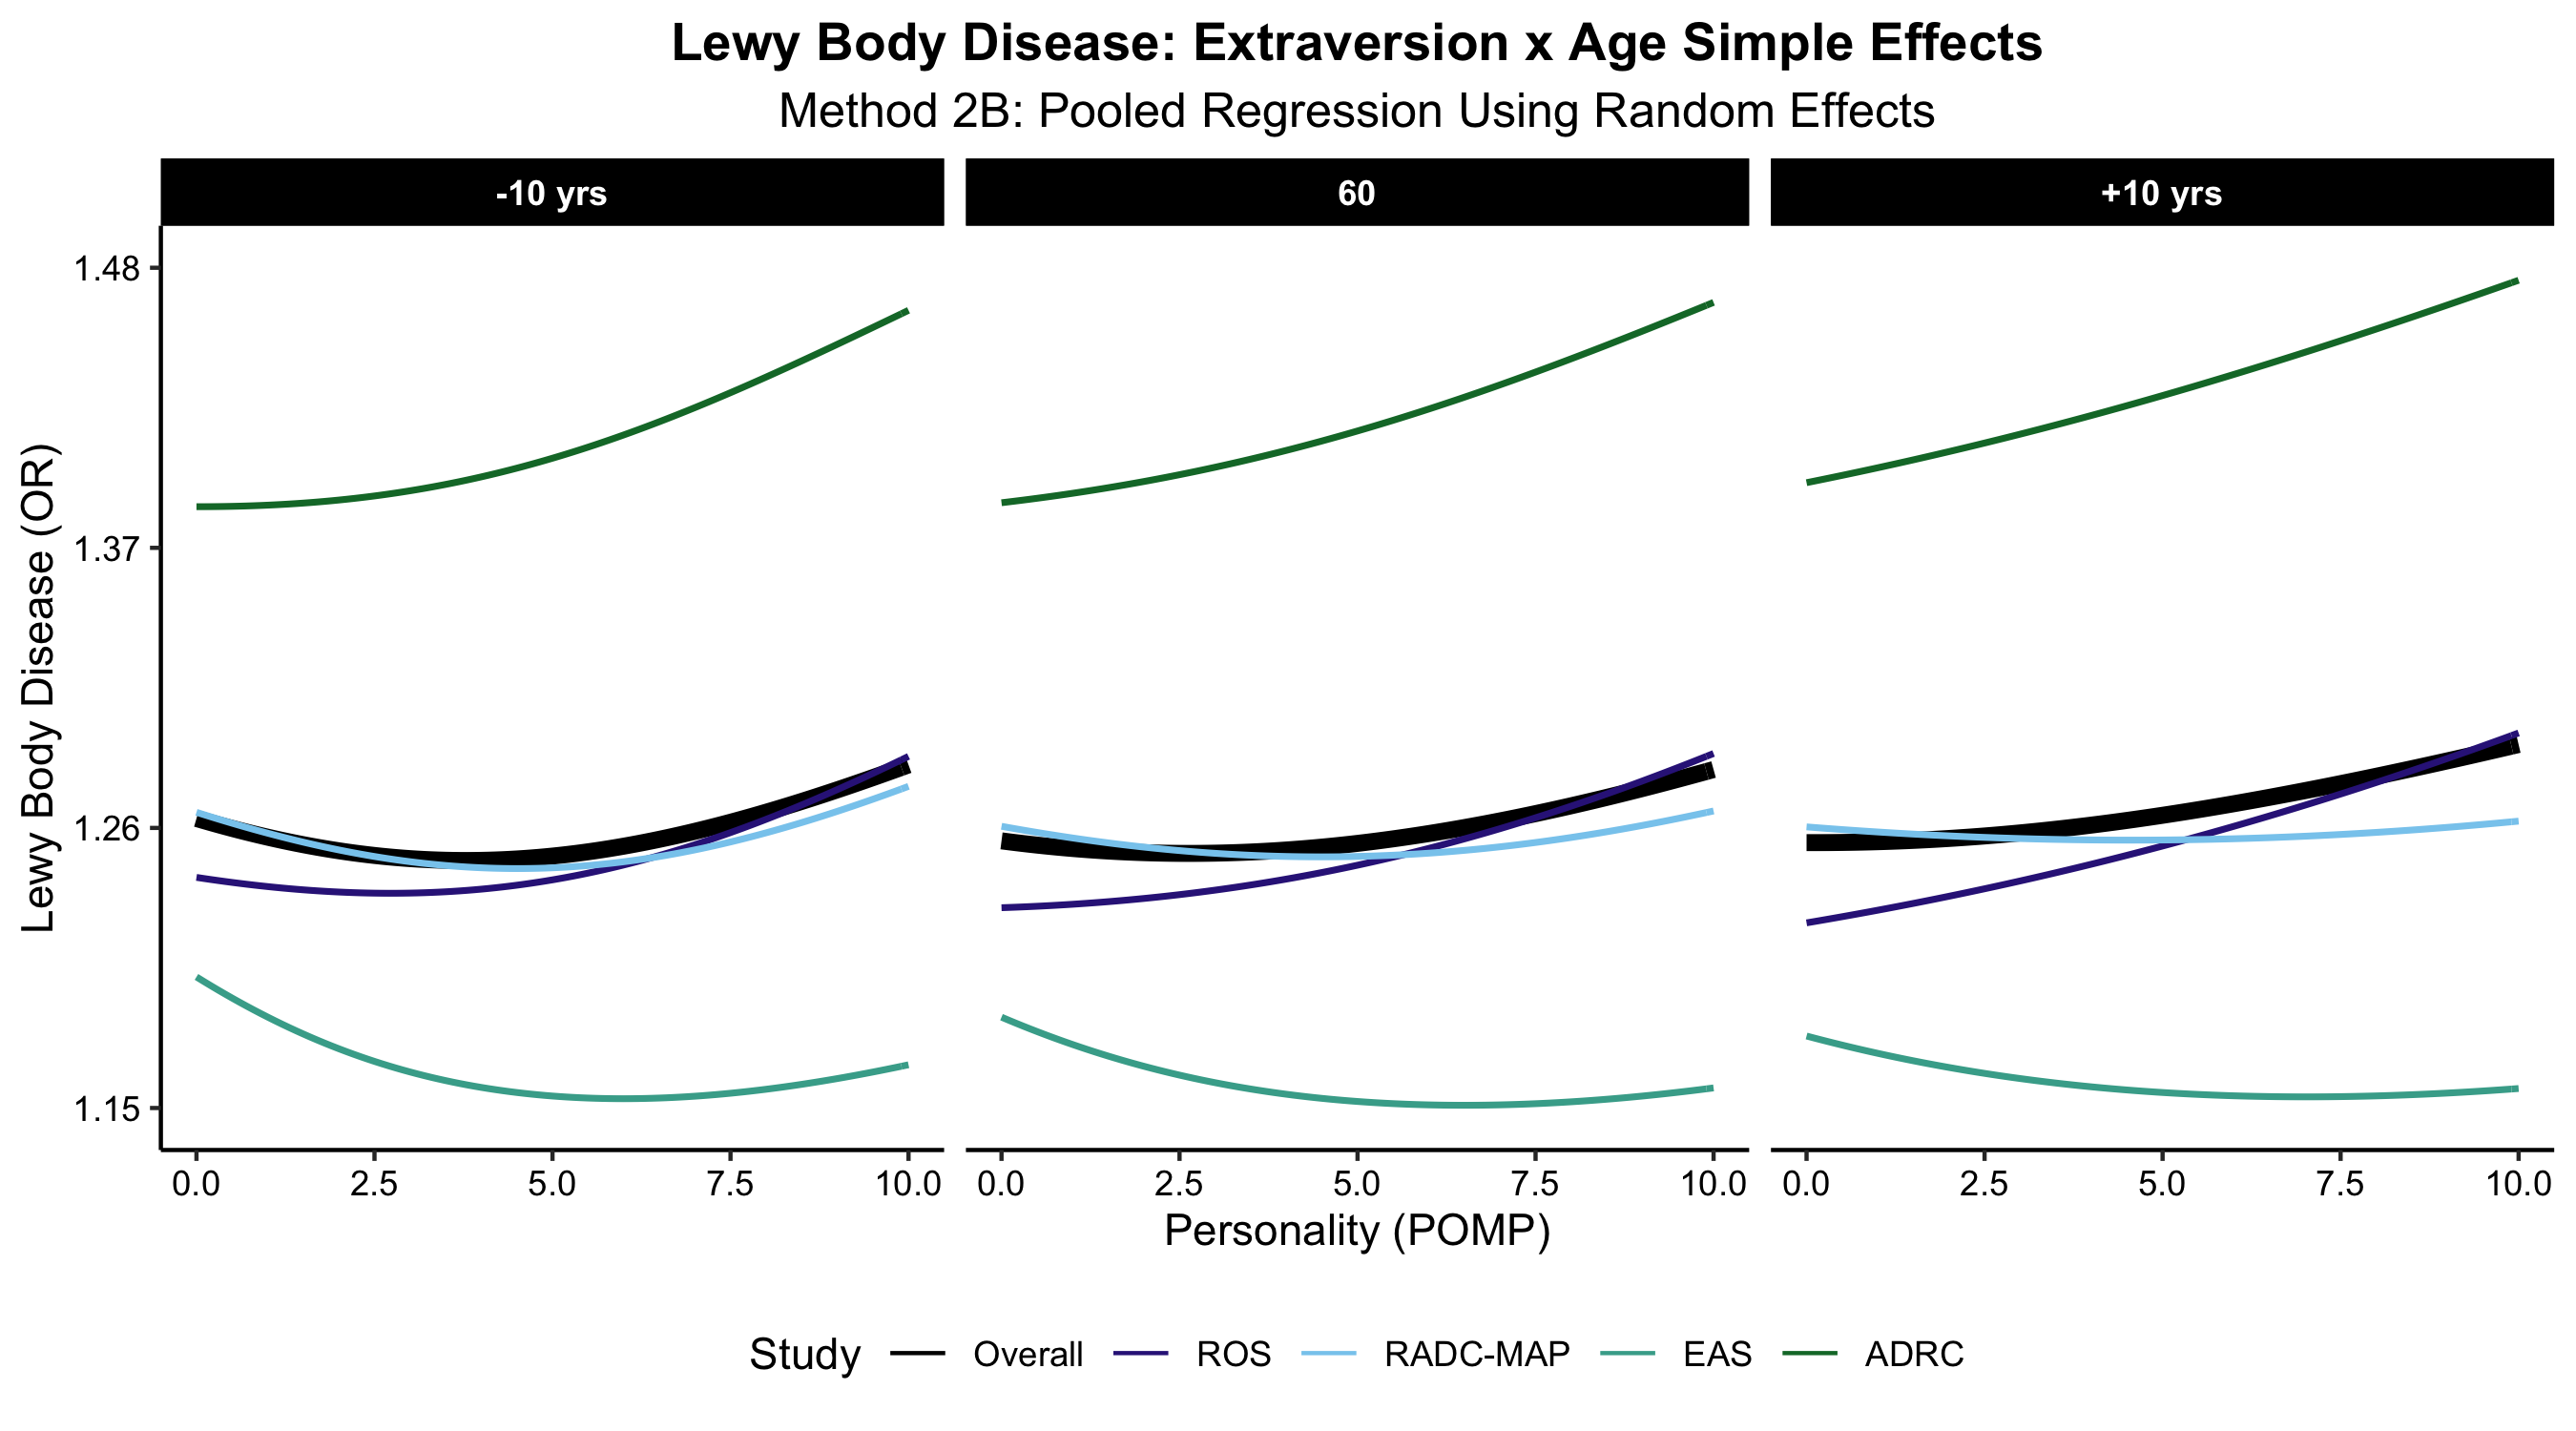 Lewy Body Disease: Extraversion x Age Simple Effects
Method 2B: Pooled Regression Using Random Effects
-10 yrs 60 +10 yrs
Lewy Body Disease (OR)
1.48
1.37
1.26
1.15
0.0 2.5 5.0 7.5 10.0 0.0 2.5 5.0 7.5 10.0 0.0 2.5 5.0 7.5 10.0
Personality (POMP)
Study Overall ROS RADC-MAP EAS ADRC